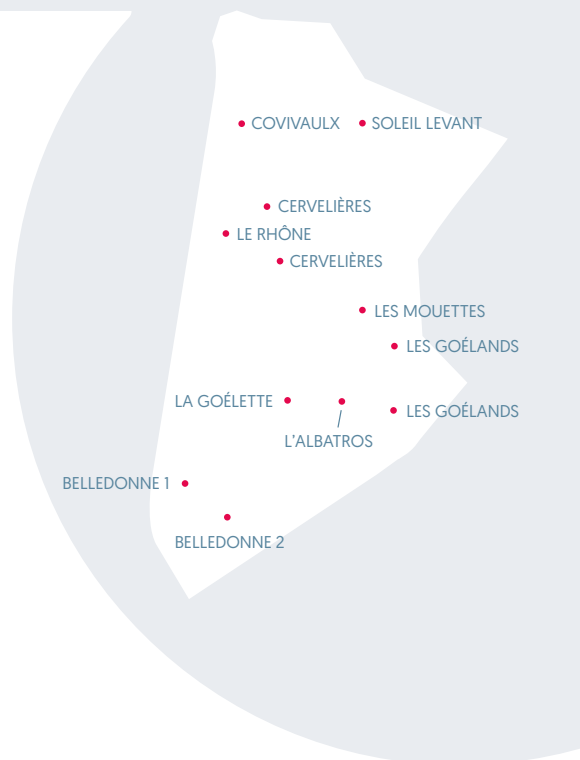 COVIVAULX
SOLEIL LEVANT
CERVELIÈRES
LE RHÔNE
CERVELIÈRES
LES MOUETTES
LES GOÉLANDS
LA GOÉLETTE
LES GOÉLANDS
L'ALBATROS
BELLEDONNE 1
BELLEDONNE 2